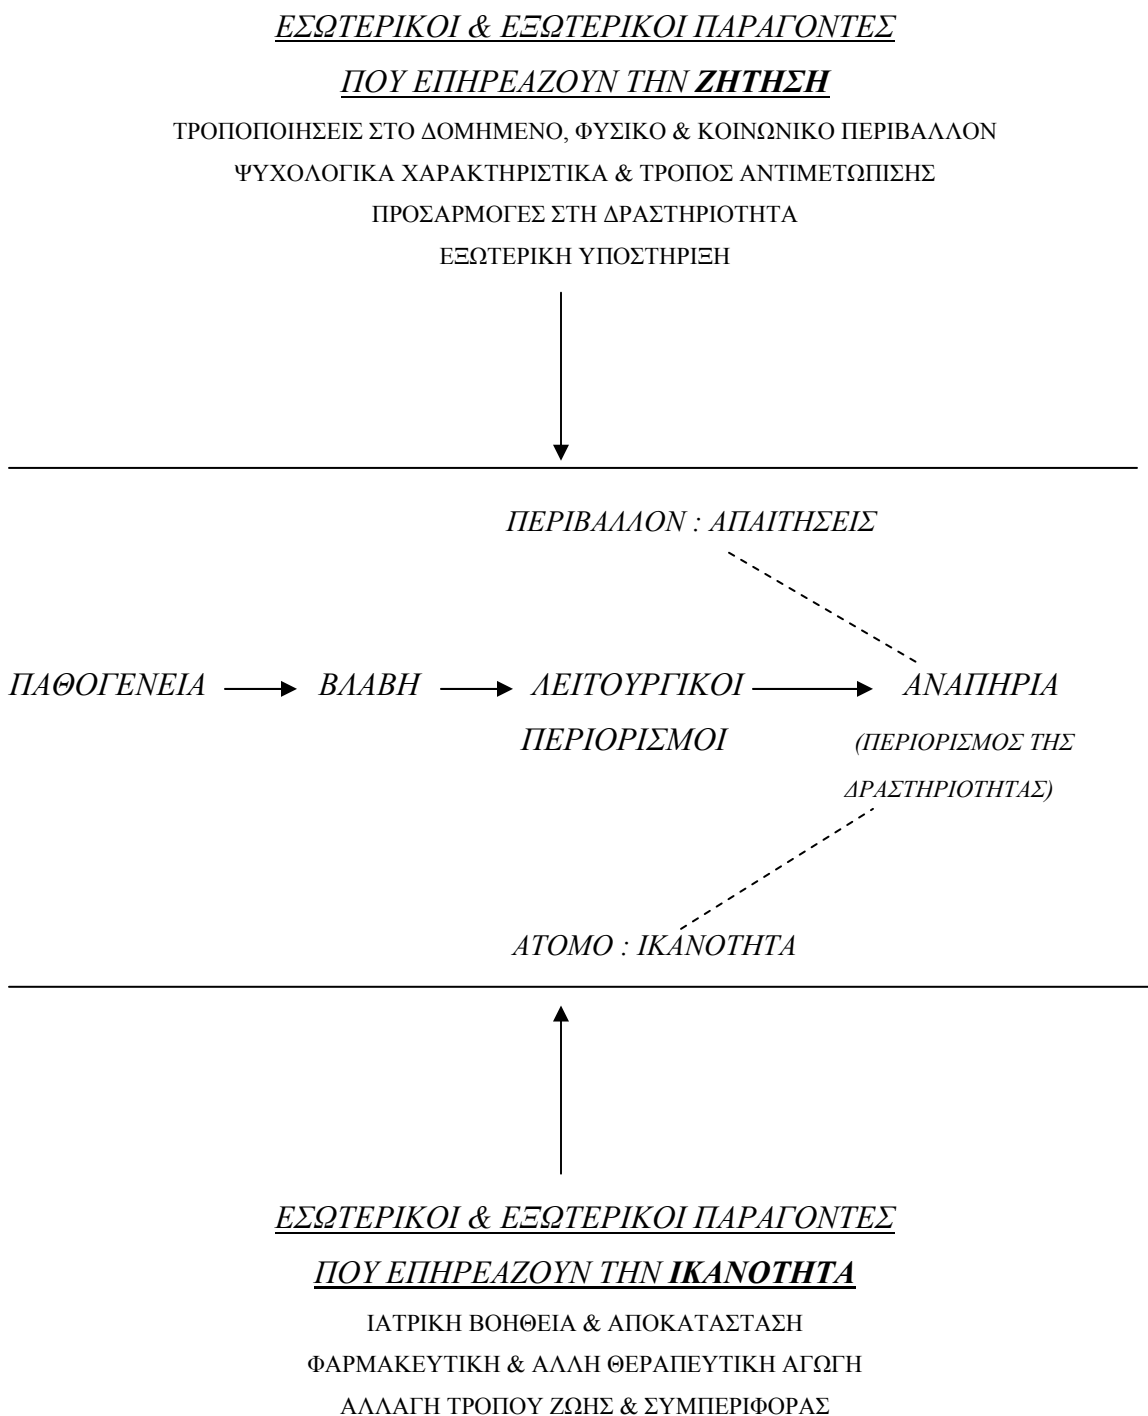 ΕΣΩΤΕΡΙΚΟΙ & ΕΞΩΤΕΡΙΚΟΙ ΠΑΡΑΓΟΝΤΕΣ
ΠΟΥ ΕΠΗΡΕΑΖΟΥΝ ΤΗΝ ΖΗΤΗΣΗ
ΤΡΟΠΟΠΟΙΗΣΕΙΣ ΣΤΟ ΔΟΜΗΜΕΝΟ, ΦΥΣΙΚΟ & ΚΟΙΝΩΝΙΚΟ ΠΕΡΙΒΑΛΛΟΝ
ΨΥΧΟΛΟΓΙΚΑ ΧΑΡΑΚΤΗΡΙΣΤΙΚΑ & ΤΡΟΠΟΣ ΑΝΤΙΜΕΤΩΠΙΣΗΣ
ΠΡΟΣΑΡΜΟΓΕΣ ΣΤΗ ΔΡΑΣΤΗΡΙΟΤΗΤΑ
ΕΞΩΤΕΡΙΚΗ ΥΠΟΣΤΗΡΙΞΗ
ΠΕΡΙΒΑΛΛΟΝ : ΑΠΑΙΤΗΣΕΙΣ
ΠΑΘΟΓΕΝΕΙΑ ΒΛΑΒΗ ΛΕΙΤΟΥΡΓΙΚΟΙ ΑΝΑΠΗΡΙΑ
ΠΕΡΙΟΡΙΣΜΟΙ (ΠΕΡΙΟΡΙΣΜΟΣ ΤΗΣ
ΔΡΑΣΤΗΡΙΟΤΗΤΑΣ)
ΑΤΟΜΟ : ΙΚΑΝΟΤΗΤΑ
ΕΣΩΤΕΡΙΚΟΙ & ΕΞΩΤΕΡΙΚΟΙ ΠΑΡΑΓΟΝΤΕΣ
ΠΟΥ ΕΠΗΡΕΑΖΟΥΝ ΤΗΝ ΙΚΑΝΟΤΗΤΑ
ΙΑΤΡΙΚΗ ΒΟΗΘΕΙΑ & ΑΠΟΚΑΤΑΣΤΑΣΗ
ΦΑΡΜΑΚΕΥΤΙΚΗ & ΑΛΛΗ ΘΕΡΑΠΕΥΤΙΚΗ ΑΓΩΓΗ
ΑΛΛΑΓΗ ΤΡΟΠΟΥ ΖΩΗΣ & ΣΥΜΠΕΡΙΦΟΡΑΣ